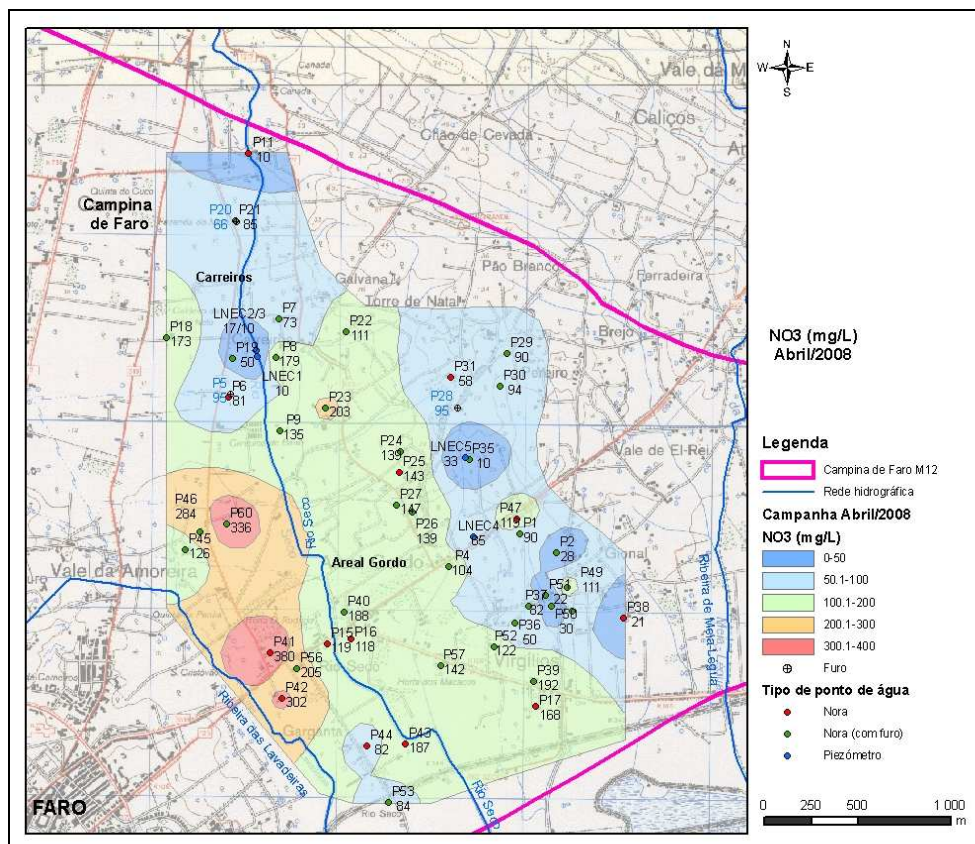 N
W E
S
Vale da M
Caliços
Chão de Cevada
P11
10
Campina
de Faro
P20
66
P21
85
Carreiros
Galvana
Pão Branco
Ferradeira
Torre de Natal
LNEC2/3
17/10
P7
73
P22
111
P18
173
P19
50
P8
179
LNEC1
10
P29
90
Brejo
P31
58
P30
94
P5
95
P6
81
P23
203
P28
95
P9
135
P24
139
P25
143
LNEC5
33
P35
10
Vale de El-Rei
P46
284
P60
336
P45
126
P27
147
P26
139
P47
113
P1
90
LNEC4
65
P2
28
Gional
Rio Seco
Vale da Amoreira
Areal Gordo
P4
104
P49
111
P51
22
P37
82
P50
30
P36
50
P38
21
Ribeira de Meia Légua
P40
188
P15
119
P16
118
P52
122
P41
380
P56
205
P57
142
P39
192
P42
302
P17
168
Garganta
Ribeira das Lavadeiras
P44
82
P43
187
P53
84
Rio Seco
Rio Seco
FARO
NO3 (mg/L)
Abril/2008
Legenda
Campina de Faro M12
Rede hidrográfica
Campanha Abril/2008
NO3 (mg/L)
0-50
50.1-100
100.1-200
200.1-300
300.1-400
Furo
Tipo de ponto de água
Nora
Nora (com furo)
Piezómetro
0 250 500 1 000
m